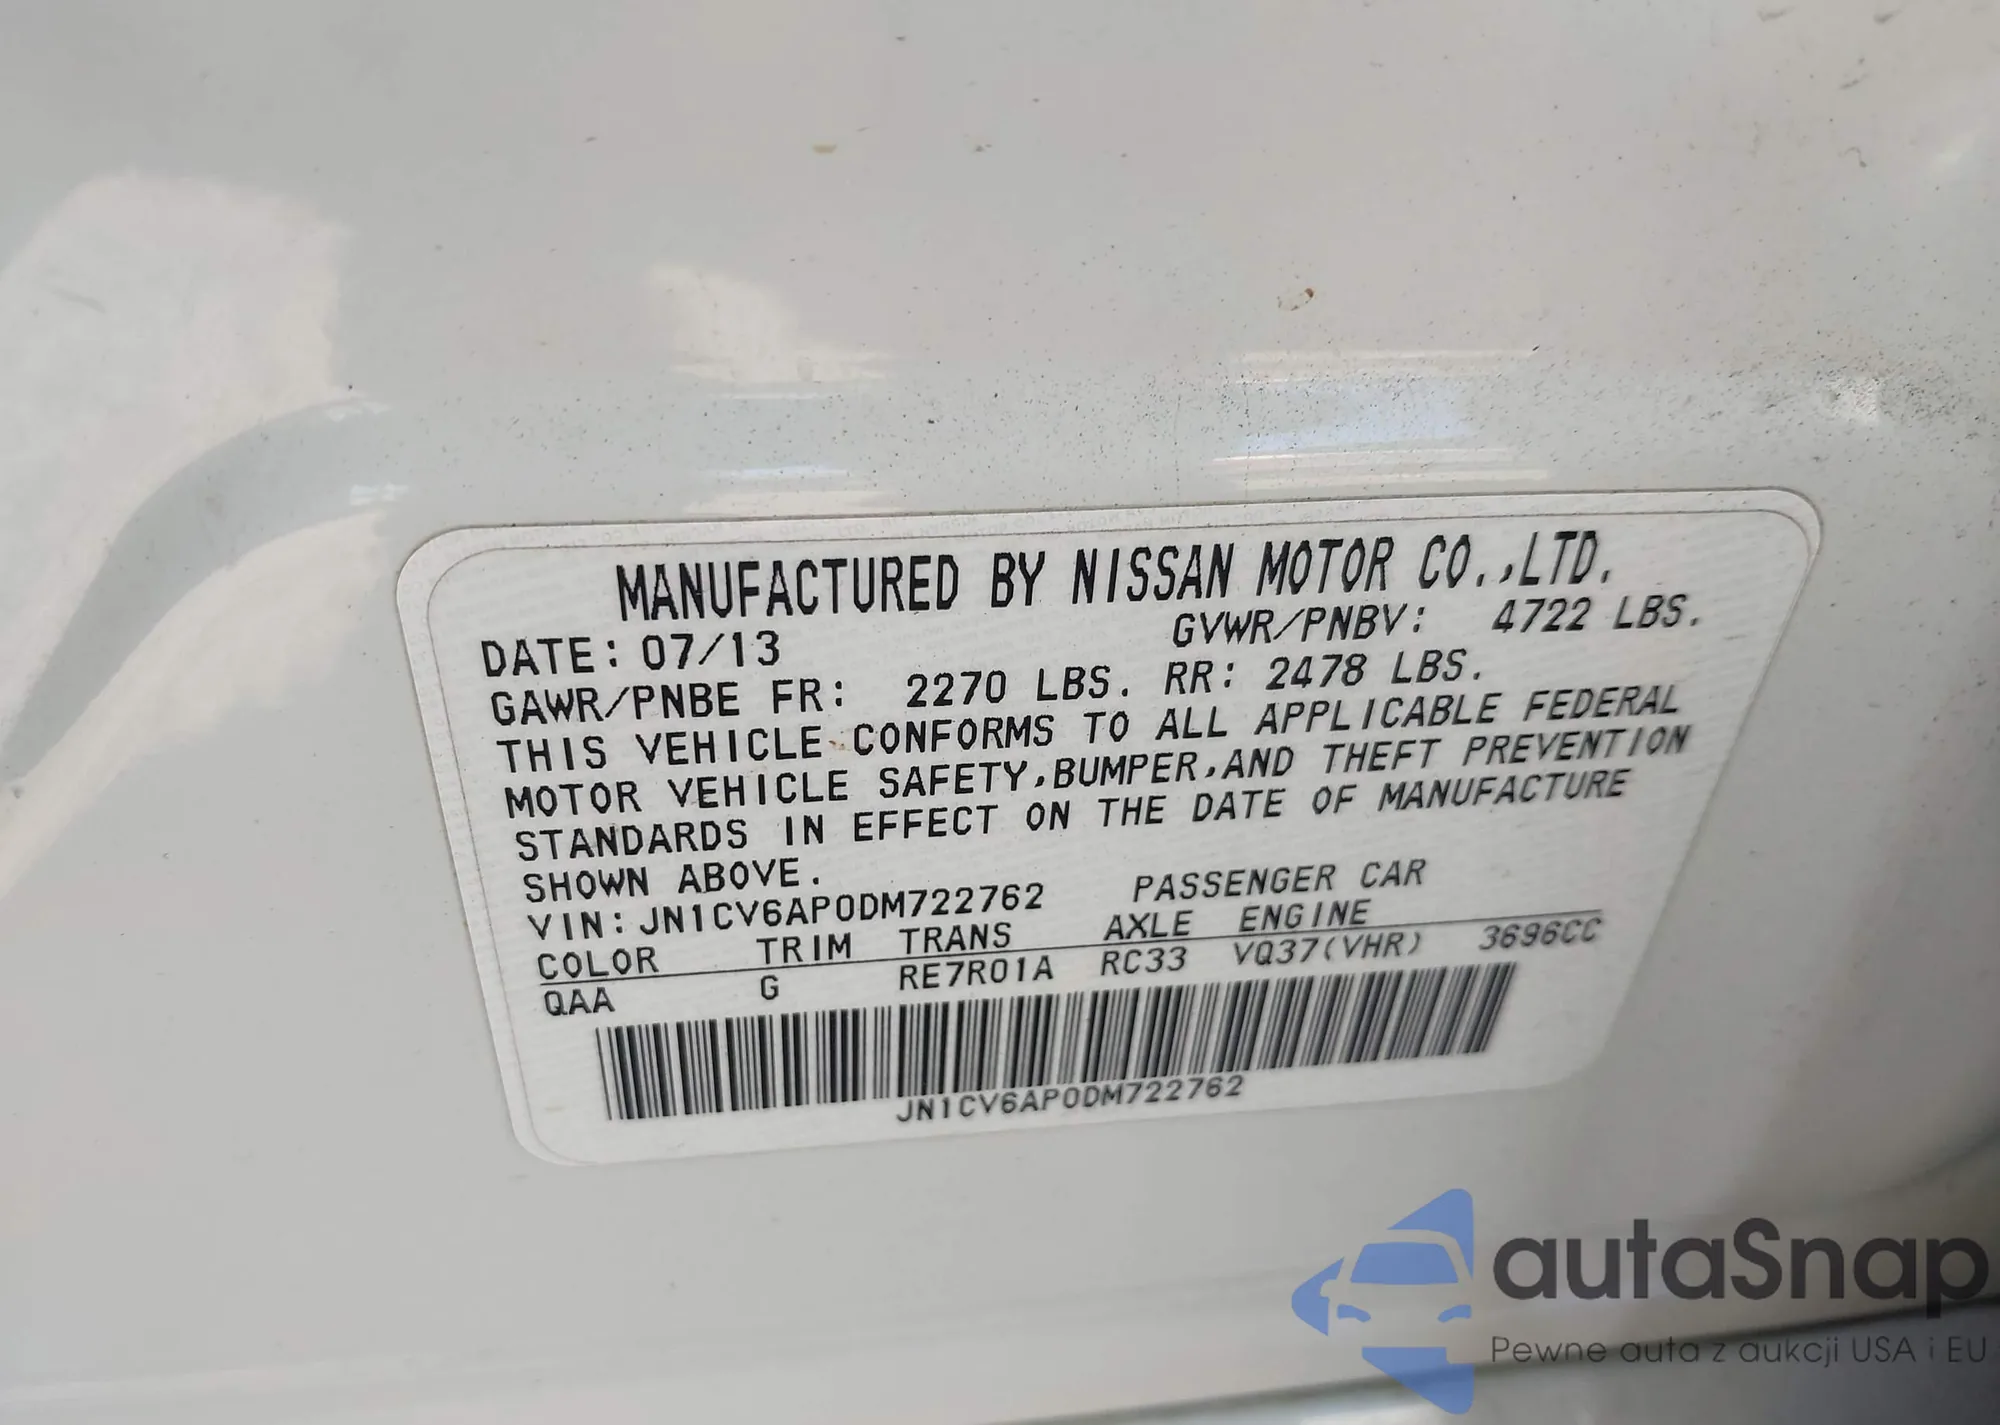 MANUFACTURED BY NISSAN MOTOR CO.,LTD.
DATE: 07/13 GVWR/PNBV: 4722 LBS.
GAWR/PNBE FR: 2270 LBS. RR: 2478 LBS.
THIS VEHICLE CONFORMS TO ALL APPLICABLE FEDERAL
MOTOR VEHICLE SAFETY,BUMPER,AND THEFT PREVENTION
STANDARDS IN EFFECT ON THE DATE OF MANUFACTURE
SHOWN ABOVE.
VIN:JN1CV6AP0DM722762 PASSENGER CAR
COLOR TRIM TRANS AXLE ENGINE
QAA G RE7R01A RC33 VQ37(VHR) 3696CC
JN1CV6AP0DM722762
autaSnap
Pewne auta z aukcji USA i EU